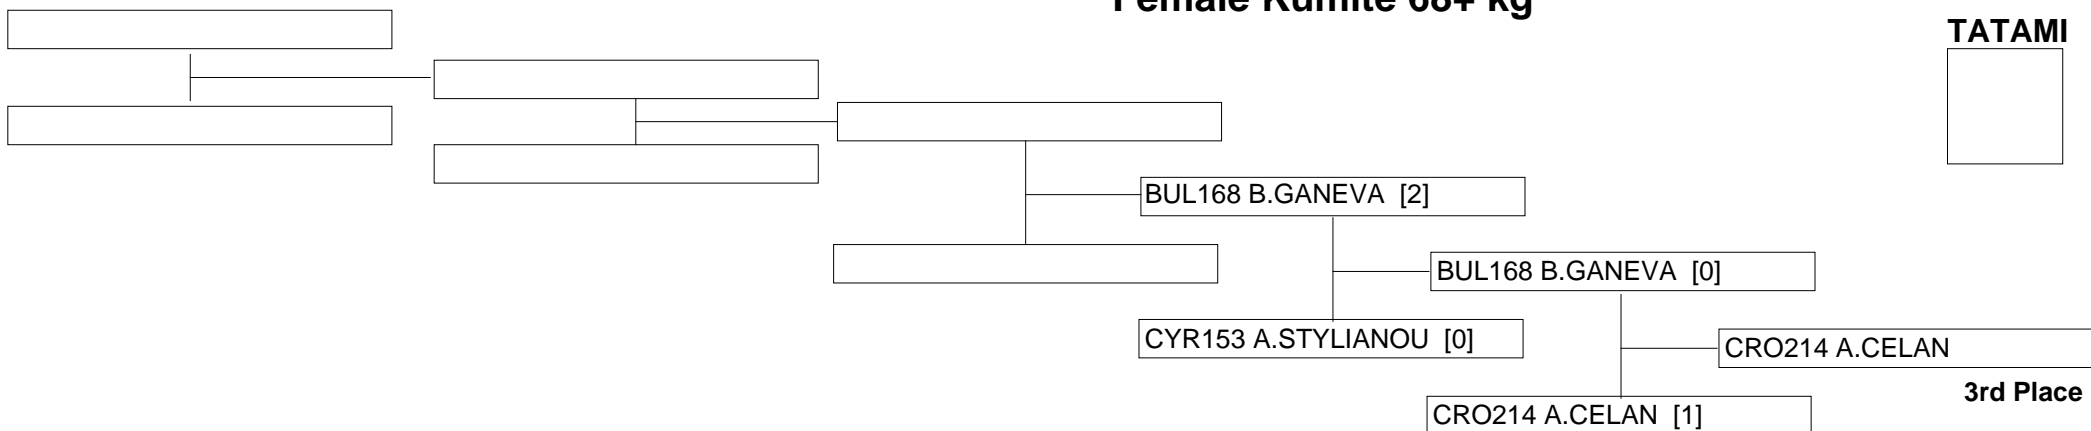 Female Kumite 68+ kg
TATAMI
BUL168 B.GANEVA [2]
BUL168 B.GANEVA [0]
CYR153 A.STYLIANOU [0]
CRO214 A.CELAN
3rd Place
CRO214 A.CELAN [1]